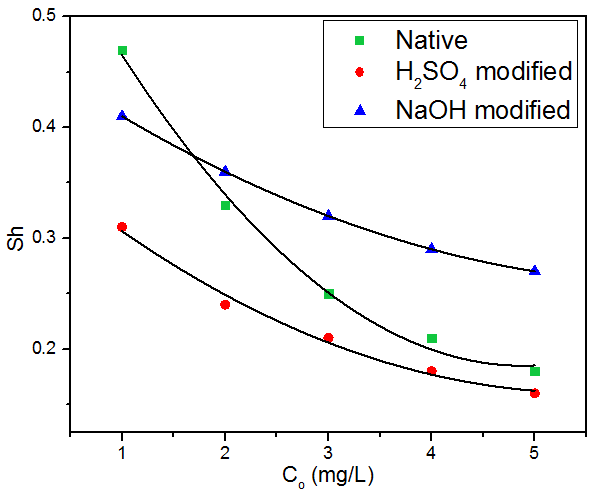 0.5
Native
H₂SO₄ modified
NaOH modified
0.4
Sh
0.3
0.2
1 2 3 4 5
Cₒ (mg/L)